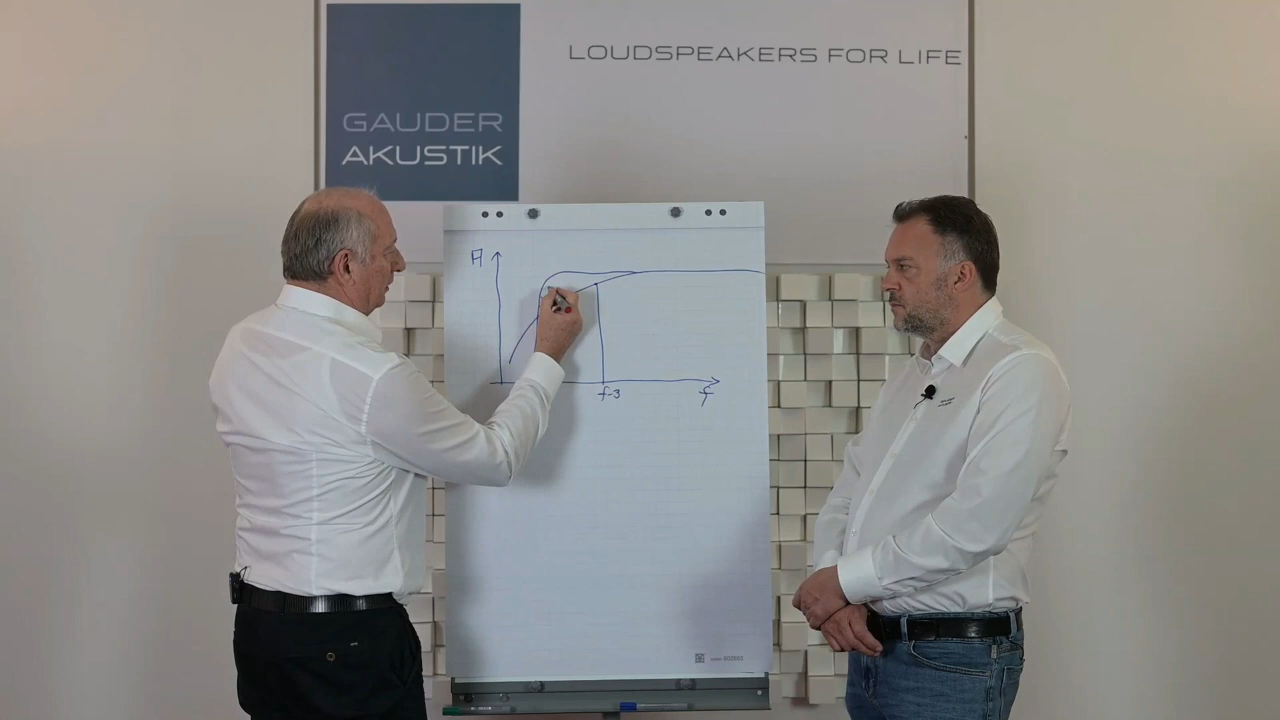 LOUDSPEAKERS FOR LIFE
GAUDER
AKUSTIK
A
f-3
f